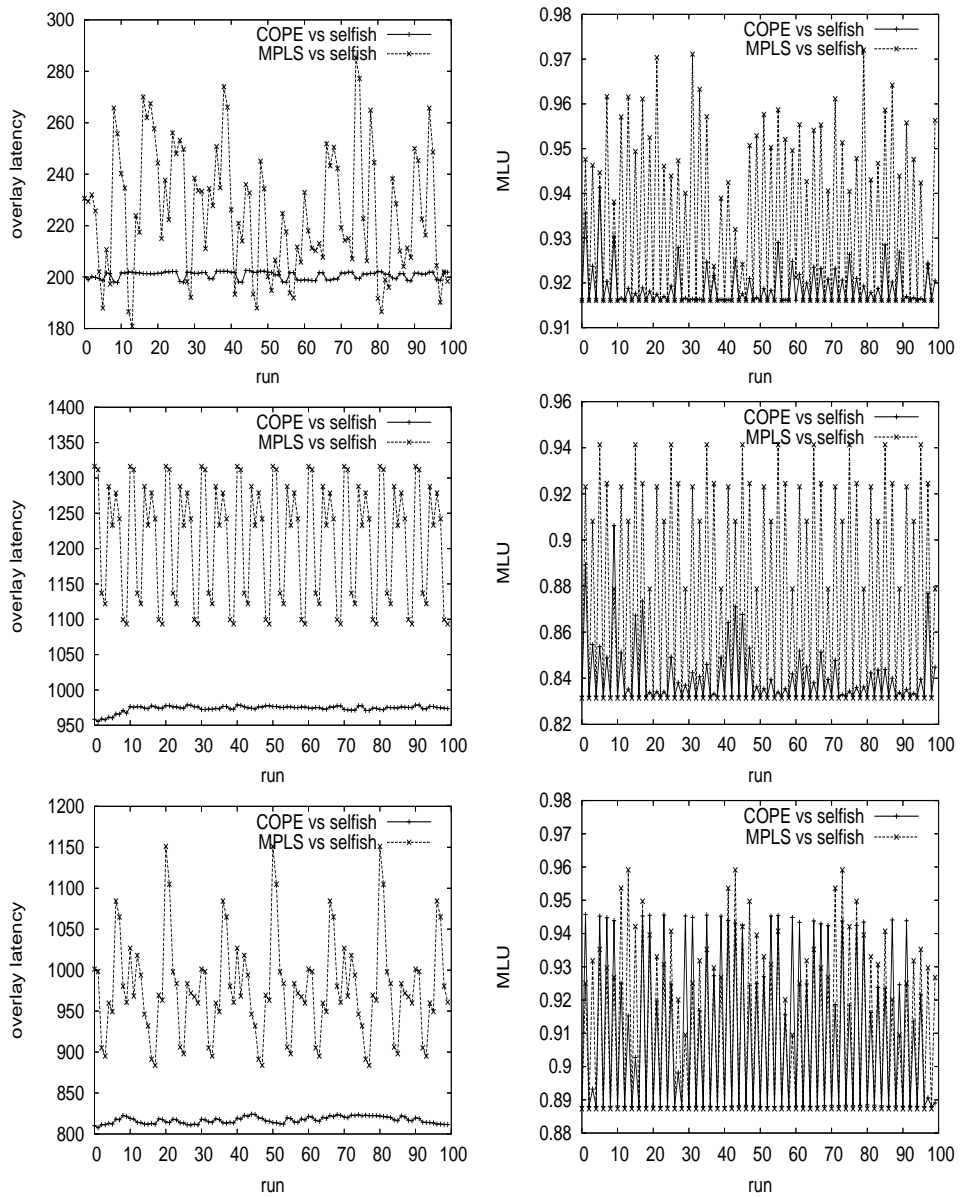 300
280
260
240
220
200
180
0 10 20 30 40 50 60 70 80 90 100
overlay latency
run
COPE vs selfish
MPLS vs selfish
0.98
0.97
0.96
0.95
0.94
0.93
0.92
0.91
0 10 20 30 40 50 60 70 80 90 100
MLU
run
COPE vs selfish
MPLS vs selfish
1400
1350
1300
1250
1200
1150
1100
1050
1000
950
0 10 20 30 40 50 60 70 80 90 100
overlay latency
run
COPE vs selfish
MPLS vs selfish
0.96
0.94
0.92
0.9
0.88
0.86
0.84
0.82
0 10 20 30 40 50 60 70 80 90 100
MLU
run
COPE vs selfish
MPLS vs selfish
1200
1150
1100
1050
1000
950
900
850
800
0 10 20 30 40 50 60 70 80 90 100
overlay latency
run
COPE vs selfish
MPLS vs selfish
0.98
0.97
0.96
0.95
0.94
0.93
0.92
0.91
0.9
0.89
0.88
0 10 20 30 40 50 60 70 80 90 100
MLU
run
COPE vs selfish
MPLS vs selfish